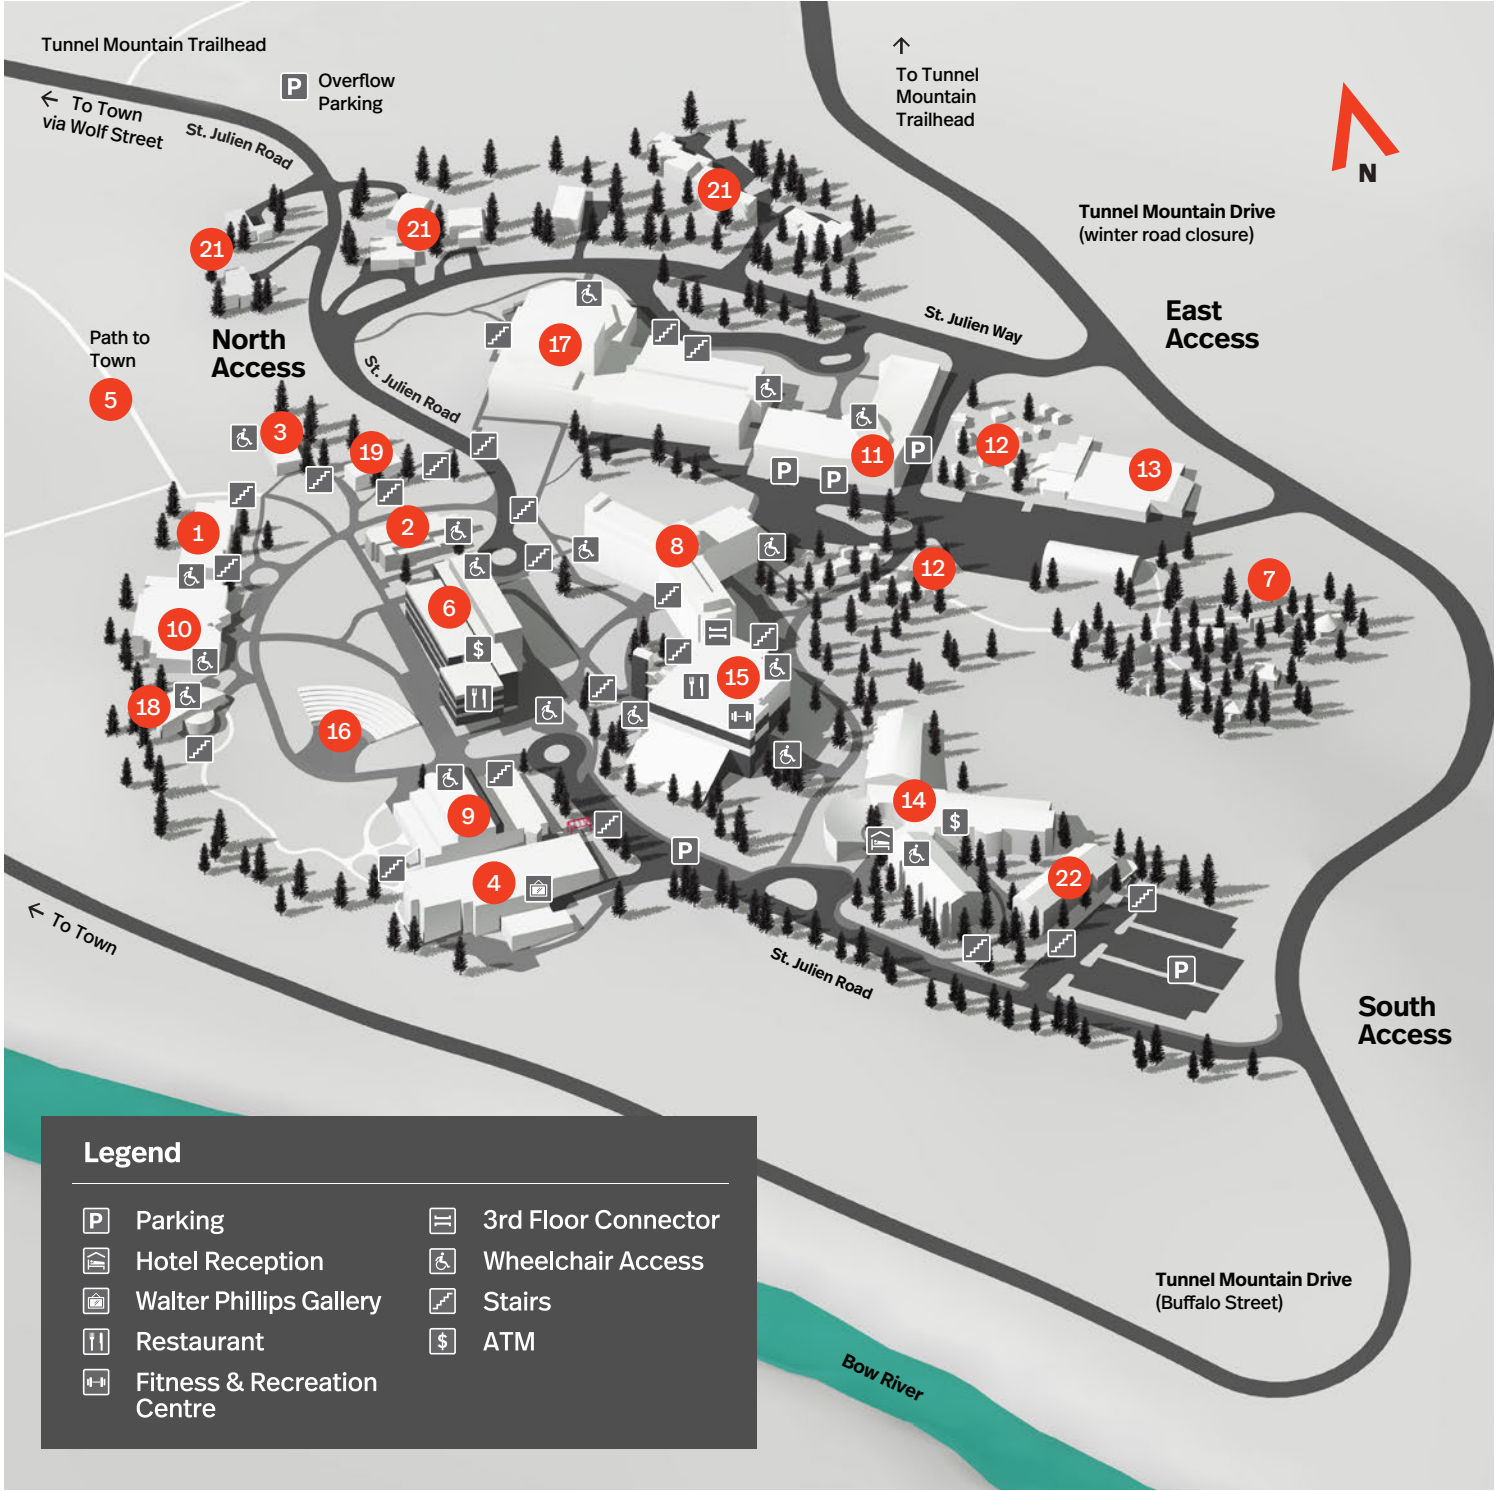 Tunnel Mountain Trailhead
P
Overflow
Parking
← To Town
via Wolf Street
St. Julien Road
↑
To Tunnel
Mountain
Trailhead
N
Tunnel Mountain Drive
(winter road closure)
21
21
21
East
Access
St. Julien Way
North
Access
Path to
Town
5
St. Julien Road
17
3
19
11
P
P
P
12
13
1
2
8
12
7
6
$
10
15
18
16
14
$
9
4
P
22
P
← To Town
St. Julien Road
South
Access
Legend
P Parking
Hotel Reception
Walter Phillips Gallery
Restaurant
Fitness & Recreation
Centre
3rd Floor Connector
Wheelchair Access
Stairs
$ ATM
Tunnel Mountain Drive
(Buffalo Street)
Bow River